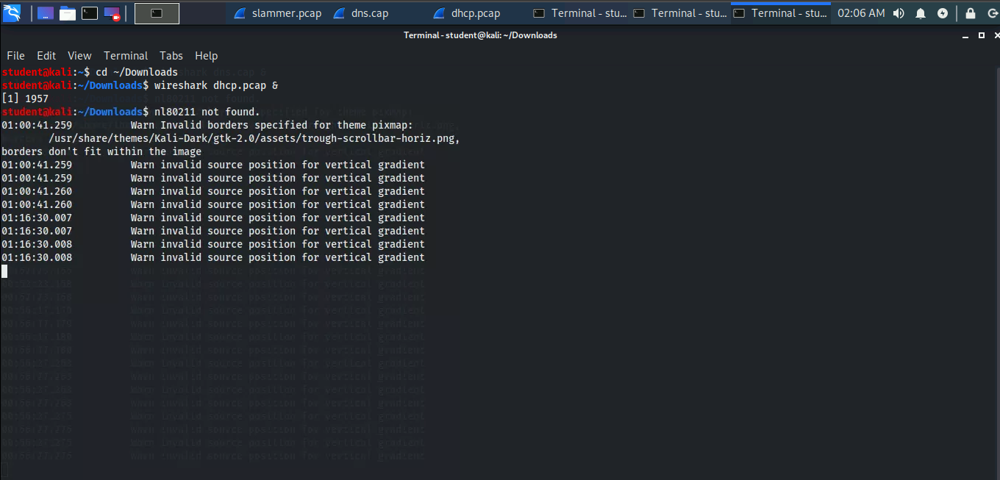 slammer.pcap dns.cap dhcp.pcap Terminal - stu... Terminal - stu... Terminal - stu... 02:06 AM
Terminal - student@kali: ~/Downloads
File Edit View Terminal Tabs Help
student@kali:~$ cd ~/Downloads
student@kali:~/Downloads$ wireshark dhcp.pcap &
[1] 1957
student@kali:~/Downloads$ nl80211 not found.
01:00:41.259          Warn Invalid borders specified for theme pixmap:
        /usr/share/themes/Kali-Dark/gtk-2.0/assets/trough-scrollbar-horiz.png,
borders don't fit within the image
01:00:41.259          Warn invalid source position for vertical gradient
01:00:41.259          Warn invalid source position for vertical gradient
01:00:41.260          Warn invalid source position for vertical gradient
01:00:41.260          Warn invalid source position for vertical gradient
01:16:30.007          Warn invalid source position for vertical gradient
01:16:30.007          Warn invalid source position for vertical gradient
01:16:30.008          Warn invalid source position for vertical gradient
01:16:30.008          Warn invalid source position for vertical gradient